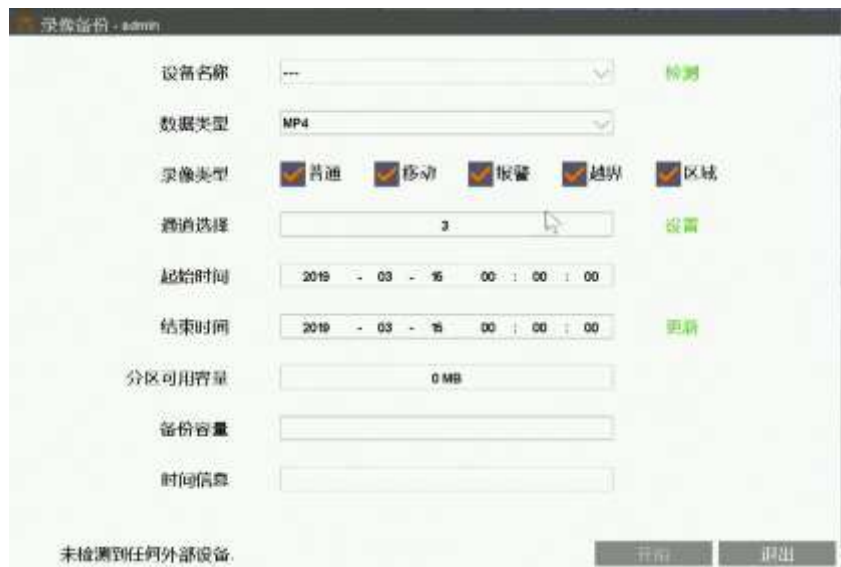 录像备份 - admin
设备名称 --- 检测
数据类型 MP4
录像类型 普通 移动 报警 越界 区域
通道选择 3 设置
起始时间 2019 - 03 - 15 00 : 00 : 00
结束时间 2019 - 03 - 15 00 : 00 : 00 更新
分区可用容量 0 MB
备份容量
时间信息
未检测到任何外部设备.
开始 退出